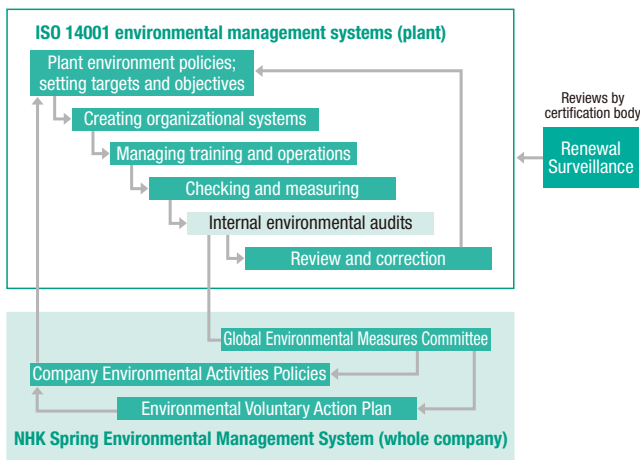 ISO 14001 environmental management systems (plant)
Plant environment policies;
setting targets and objectives
Creating organizational systems
Managing training and operations
Checking and measuring
Internal environmental audits
Review and correction
Reviews by
certification body
Renewal
Surveillance
Global Environmental Measures Committee
Company Environmental Activities Policies
Environmental Voluntary Action Plan
NHK Spring Environmental Management System (whole company)